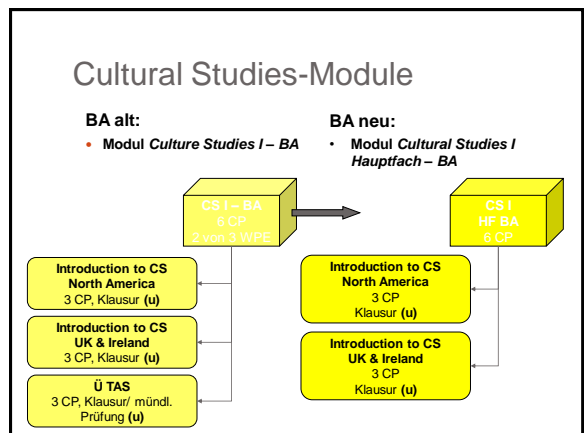 Cultural Studies-Module
BA alt:
• Modul Culture Studies I – BA
BA neu:
• Modul Cultural Studies I
Hauptfach – BA
CS I – BA
6 CP
2 von 3 WPF
CS I
HF BA
6 CP
Introduction to CS
North America
3 CP, Klausur (u)
Introduction to CS
UK & Ireland
3 CP, Klausur (u)
Ü TAS
3 CP, Klausur/ mündl.
Prüfung (u)
Introduction to CS
North America
3 CP
Klausur (u)
Introduction to CS
UK & Ireland
3 CP
Klausur (u)